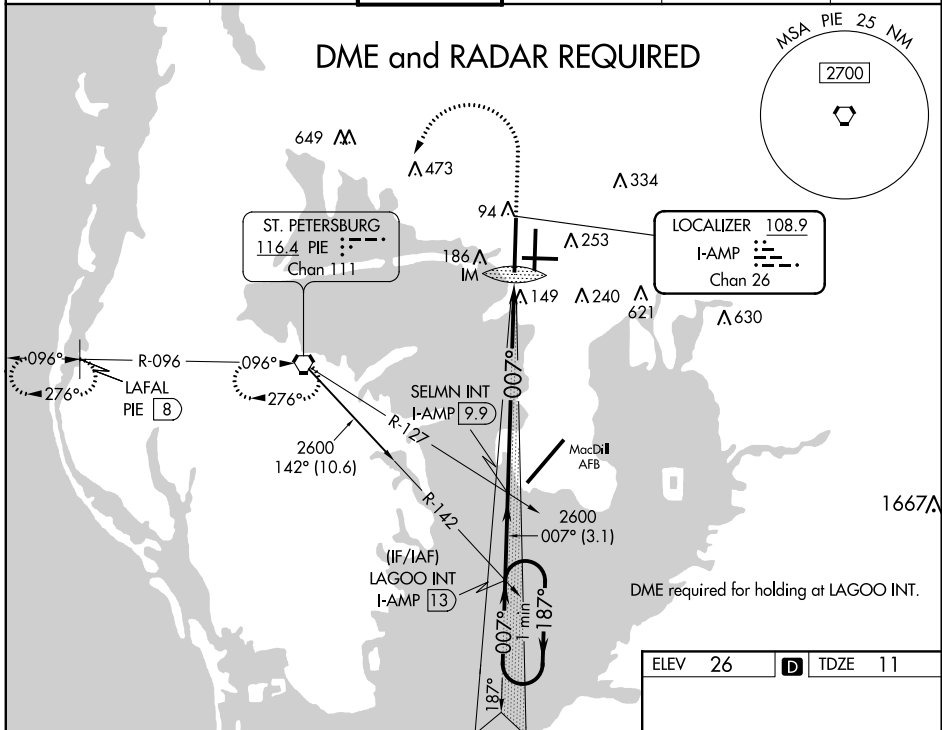 DME and RADAR REQUIRED
MSA PIE 25 NM
2700
649
473
334
94
253
ST. PETERSBURG
116.4 PIE
Chan 111
LOCALIZER 108.9
I-AMP
Chan 26
186
IM
149
240
621
630
096°
R-096
096°
276°
276°
LAFAL
PIE 8
007°
SELMN INT
I-AMP 9.9
R-127
2600
142° (10.6)
MacDill
AFB
R-142
1667
2600
007° (3.1)
(IF/IAF)
LAGOO INT
I-AMP 13
DME required for holding at LAGOO INT.
007°
1 min
187°
187°
ELEV 26 D TDZE 11